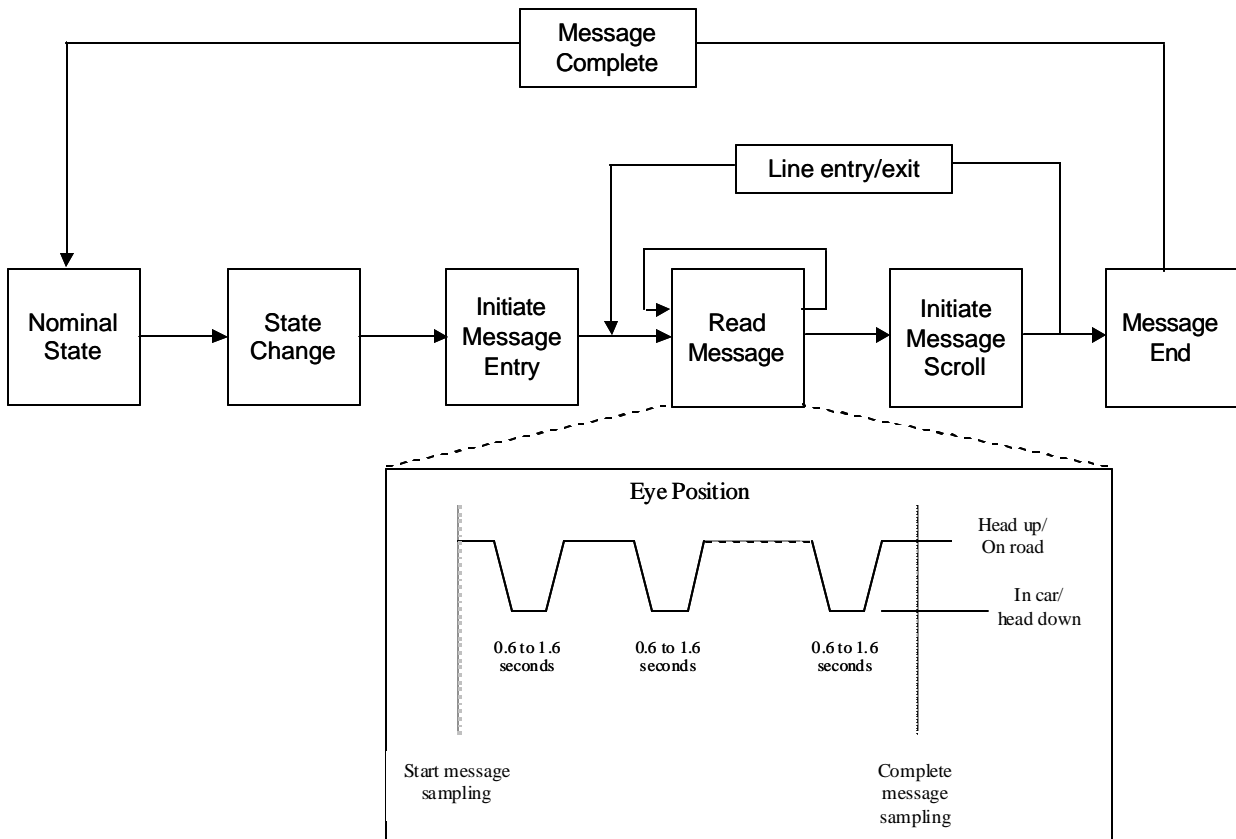 Message
Complete
Line entry/exit
Nominal
State
State
Change
Initiate
Message
Entry
Read
Message
Initiate
Message
Scroll
Message
End
Eye Position
Head up/
On road
In car/
head down
0.6 to 1.6
seconds
0.6 to 1.6
seconds
0.6 to 1.6
seconds
Start message
sampling
Complete
message
sampling